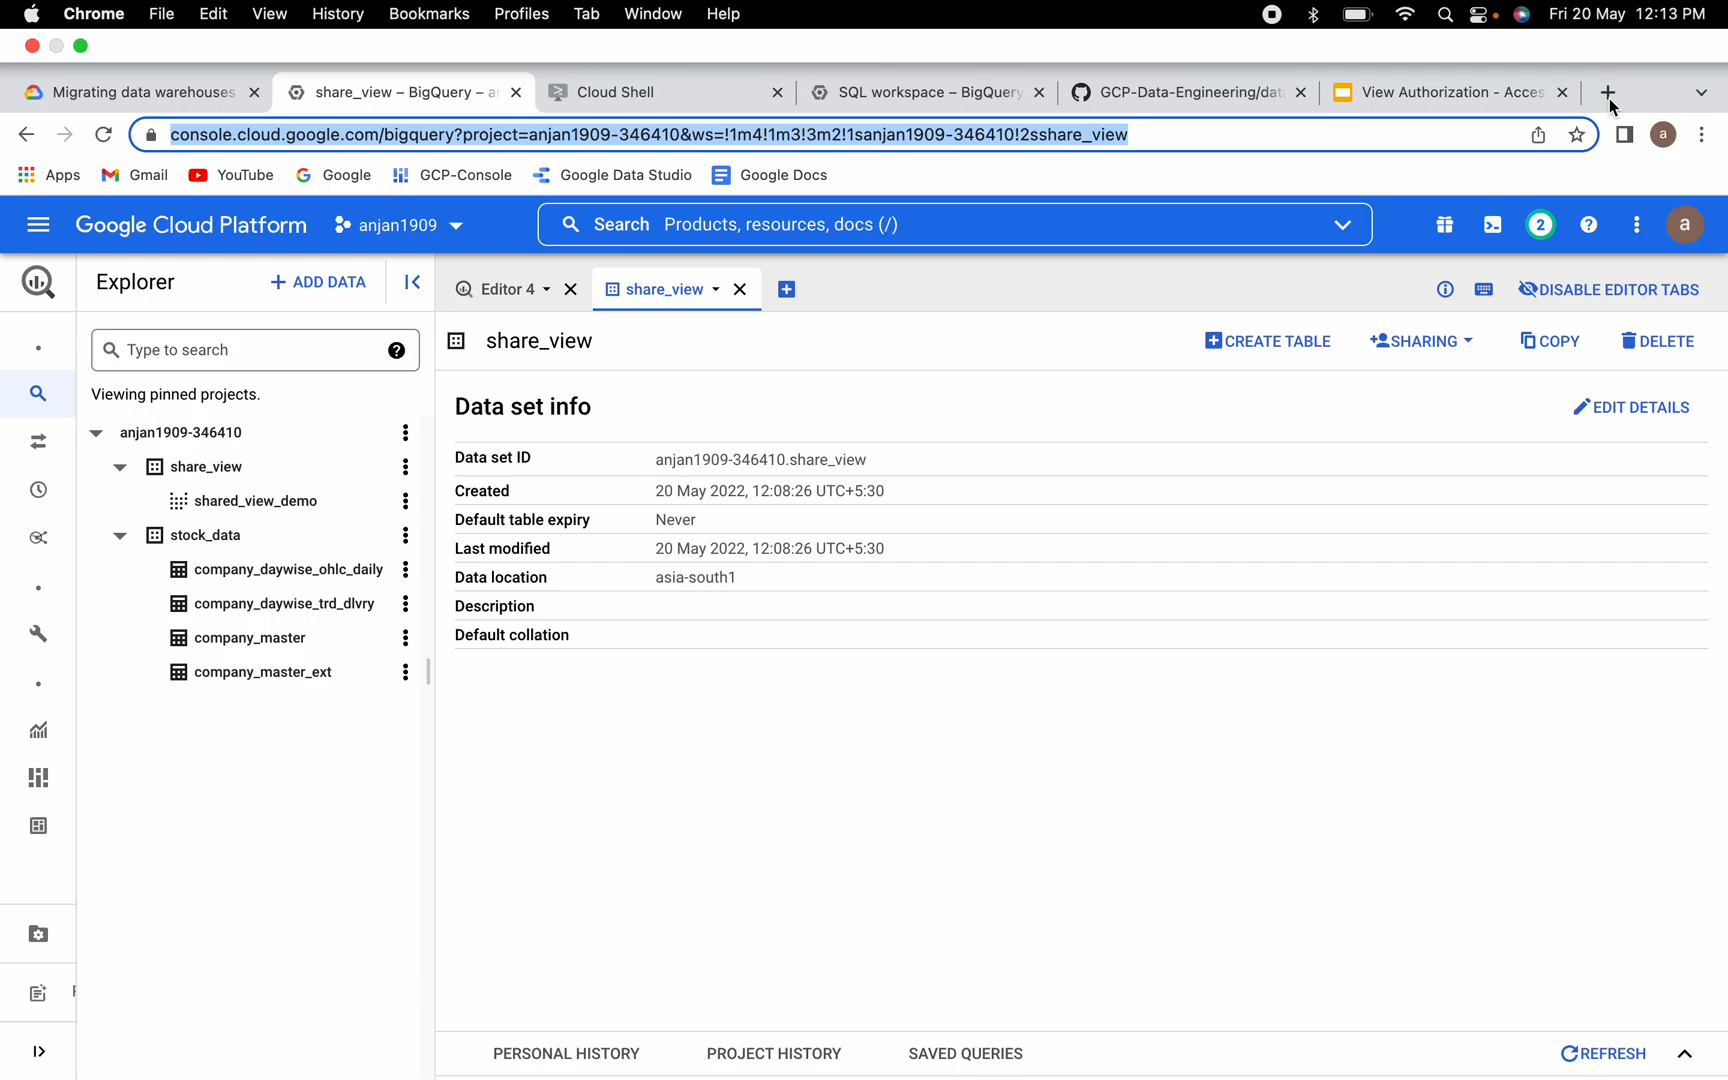 Chrome File Edit View History Bookmarks Profiles Tab Window Help Fri 20 May 12:13 PM
Migrating data warehouses share_view – BigQuery – a Cloud Shell SQL workspace – BigQuery GCP-Data-Engineering/dat View Authorization - Acces
console.cloud.google.com/bigquery?project=anjan1909-346410&ws=!1m4!1m3!3m2!1sanjan1909-346410!2sshare_view a
Apps Gmail YouTube Google GCP-Console Google Data Studio Google Docs
Google Cloud Platform anjan1909 Search Products, resources, docs (/) 2 a
Explorer + ADD DATA Editor 4 share_view DISABLE EDITOR TABS
share_view CREATE TABLE SHARING COPY DELETE
Type to search
Viewing pinned projects.
anjan1909-346410
share_view
shared_view_demo
stock_data
company_daywise_ohlc_daily
company_daywise_trd_dlvry
company_master
company_master_ext
Data set info EDIT DETAILS
Data set ID anjan1909-346410.share_view
Created 20 May 2022, 12:08:26 UTC+5:30
Default table expiry Never
Last modified 20 May 2022, 12:08:26 UTC+5:30
Data location asia-south1
Description
Default collation
PERSONAL HISTORY PROJECT HISTORY SAVED QUERIES REFRESH